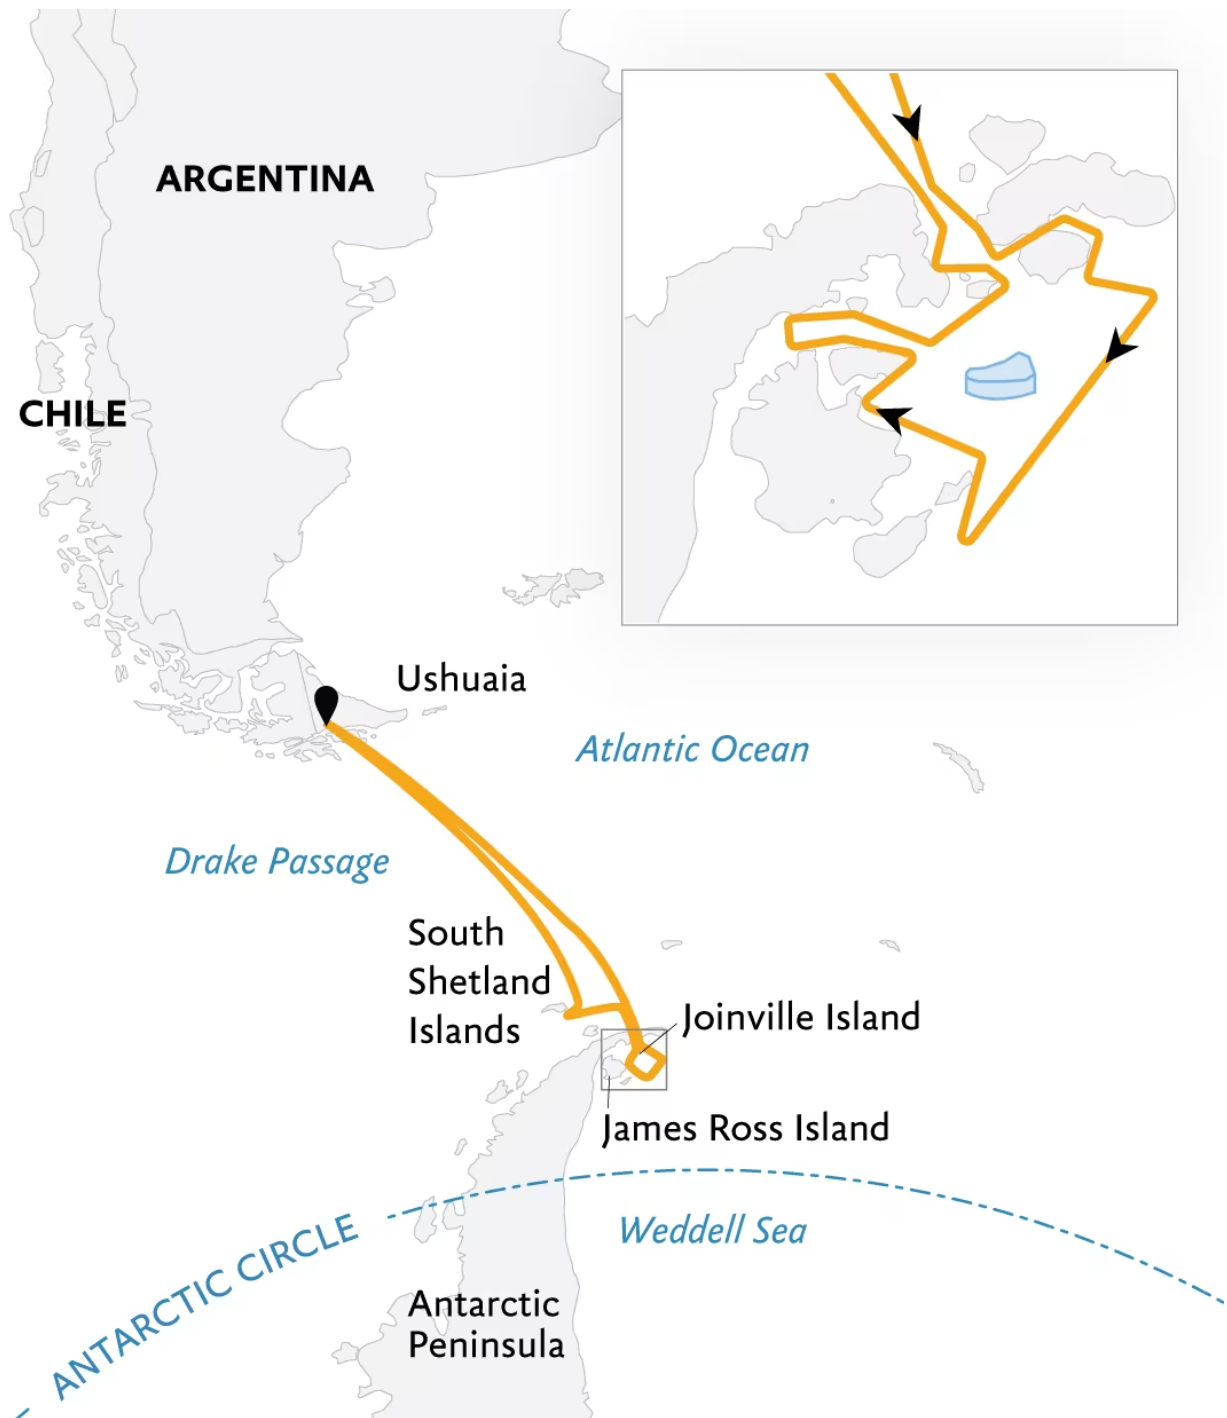 ARGENTINA
CHILE
Ushuaia
Atlantic Ocean
Drake Passage
South
Shetland
Islands
Joinville Island
James Ross Island
Weddell Sea
ANTARCTIC CIRCLE
Antarctic
Peninsula